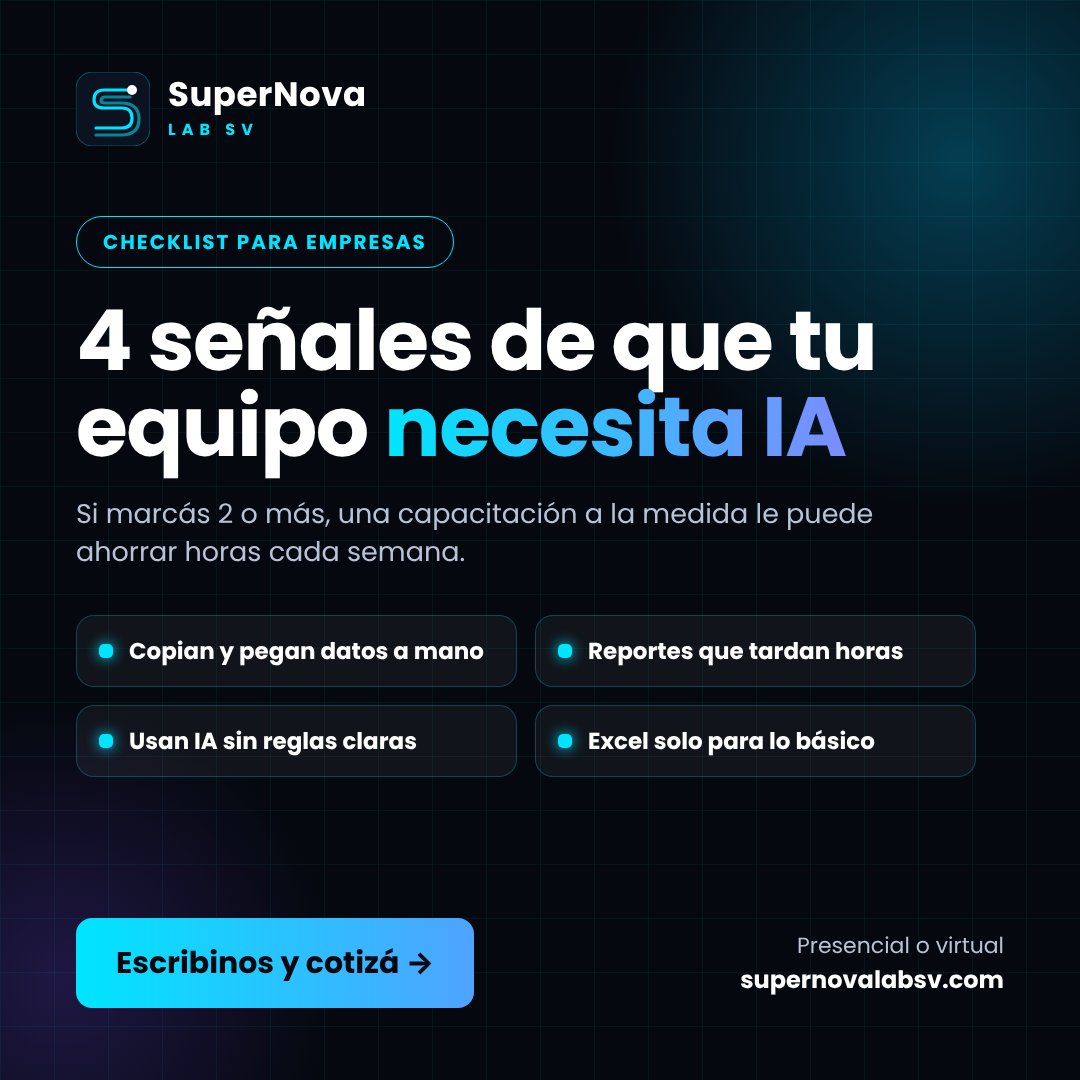 SuperNova
LAB SV
CHECKLIST PARA EMPRESAS
4 señales de que tu
equipo necesita IA
Si marcás 2 o más, una capacitación a la medida le puede
ahorrar horas cada semana.
Copian y pegan datos a mano
Reportes que tardan horas
Usan IA sin reglas claras
Excel solo para lo básico
Escribinos y cotizá →
Presencial o virtual
supernovalabsv.com